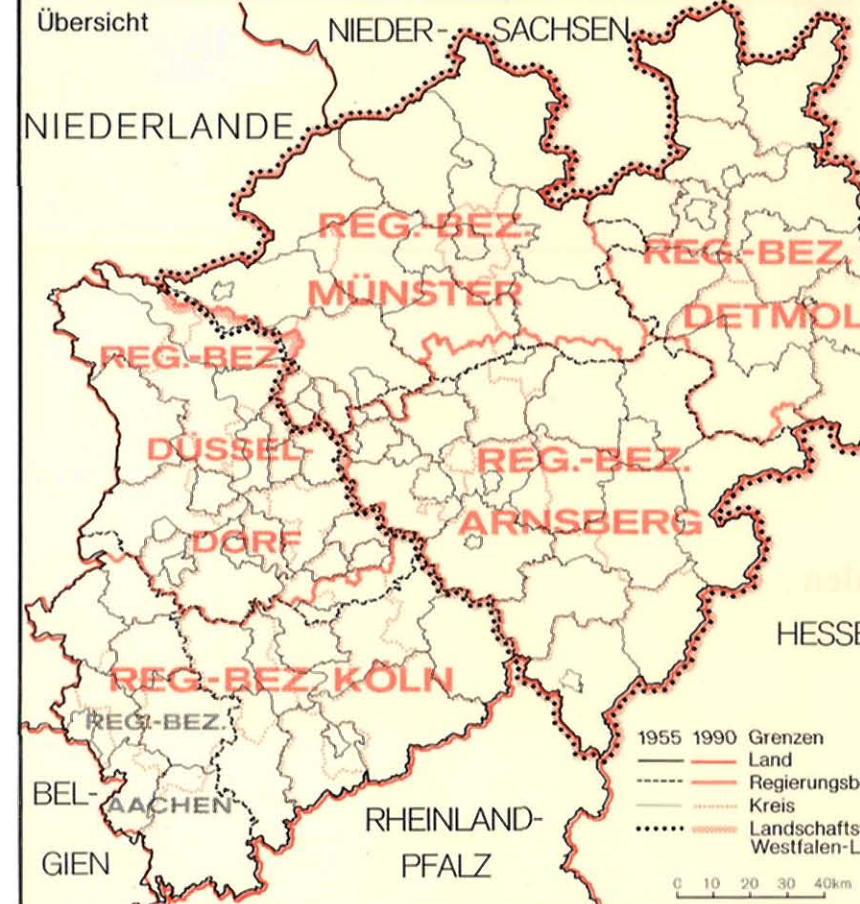 Übersicht
NIEDER- SACHSEN
NIEDERLANDE
REG.-BEZ.
MÜNSTER
REG.-BEZ.
DETMOL
REG.-BEZ.
DÜSSEL-
DORF
REG.-BEZ.
ARNSBERG
HESSE
REG.-BEZ. KÖLN
REG.-BEZ.
AACHEN
BEL-
GIEN
RHEINLAND-
PFALZ
1955 1990 Grenzen
Land
Regierungsb
Kreis
Landschafts
Westfalen-L
0 10 20 30 40km